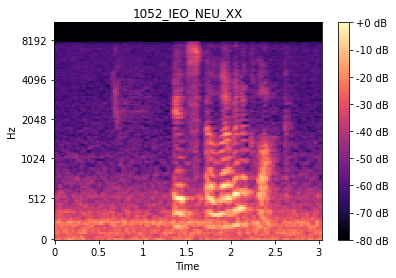 1052_IEO_NEU_XX
+0 dB
8192
-10 dB
4096
-20 dB
-30 dB
2048
Hz
-40 dB
1024
-50 dB
512
-60 dB
-70 dB
0
-80 dB
0 0.5 1 1.5 2 2.5 3
Time